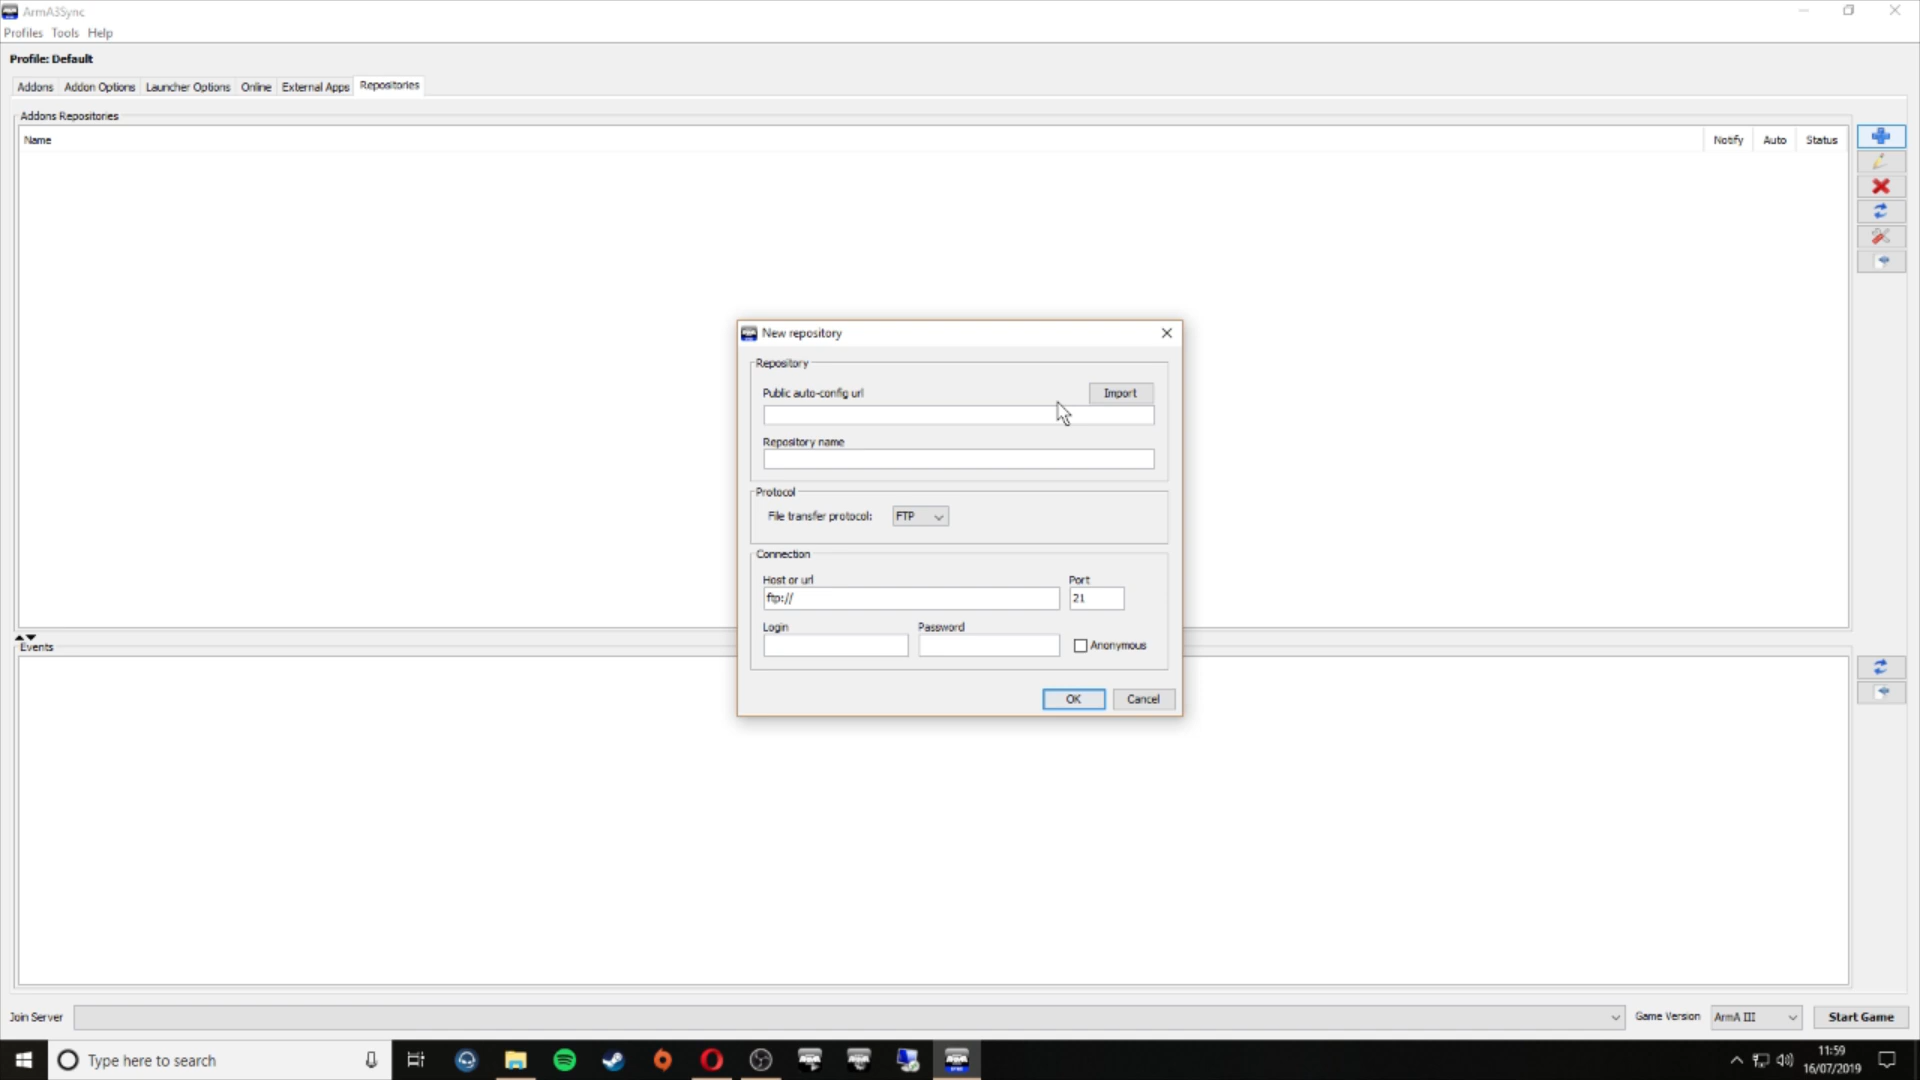 ArmA3Sync
Profiles Tools Help
Profile: Default
Addons Addon Options Launcher Options Online External Apps Repositories
Addons Repositories
Name Notify Auto Status
New repository
Repository
Public auto-config url Import
Repository name
Protocol
File transfer protocol: FTP
Connection
Host or url Port
ftp:// 21
Login Password
Anonymous
OK Cancel
Events
Join Server Game Version ArmA III Start Game
Type here to search
11:59
16/07/2019